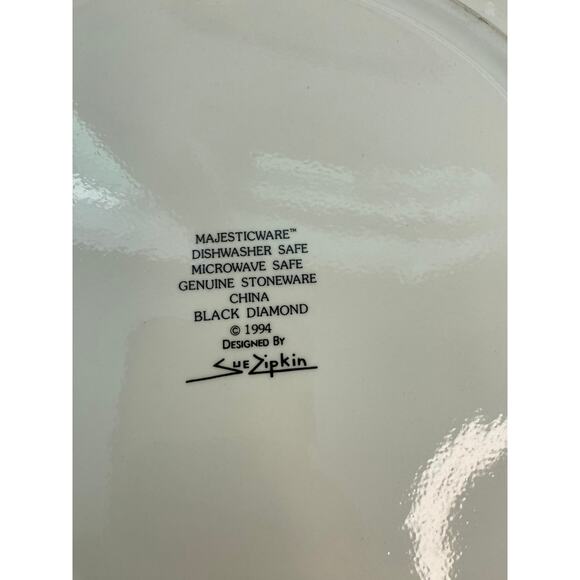 MAJESTICWARE™
DISHWASHER SAFE
MICROWAVE SAFE
GENUINE STONEWARE
CHINA
BLACK DIAMOND
© 1994
DESIGNED BY
Sue Zipkin